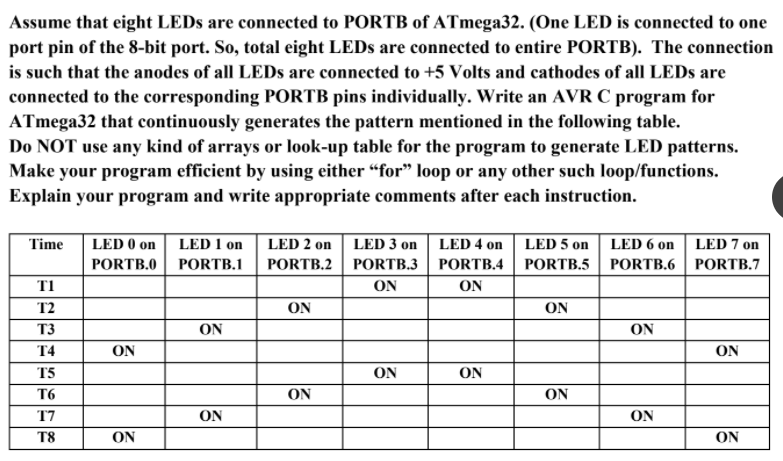 Assume that eight LEDs are connected to PORTB of ATmega32. (One LED is connected to one
port pin of the 8-bit port. So, total eight LEDs are connected to entire PORTB). The connection
is such that the anodes of all LEDs are connected to +5 Volts and cathodes of all LEDs are
connected to the corresponding PORTB pins individually. Write an AVR C program for
ATmega32 that continuously generates the pattern mentioned in the following table.
Do NOT use any kind of arrays or look-up table for the program to generate LED patterns.
Make your program efficient by using either “for” loop or any other such loop/functions.
Explain your program and write appropriate comments after each instruction.
Time LED 0 on LED 1 on LED 2 on LED 3 on LED 4 on LED 5 on LED 6 on LED 7 on
PORTB.0 PORTB.1 PORTB.2 PORTB.3 PORTB.4 PORTB.5 PORTB.6 PORTB.7
T1 ON ON
T2 ON ON
T3 ON ON
T4 ON ON
T5 ON ON
T6 ON ON
T7 ON ON
T8 ON ON